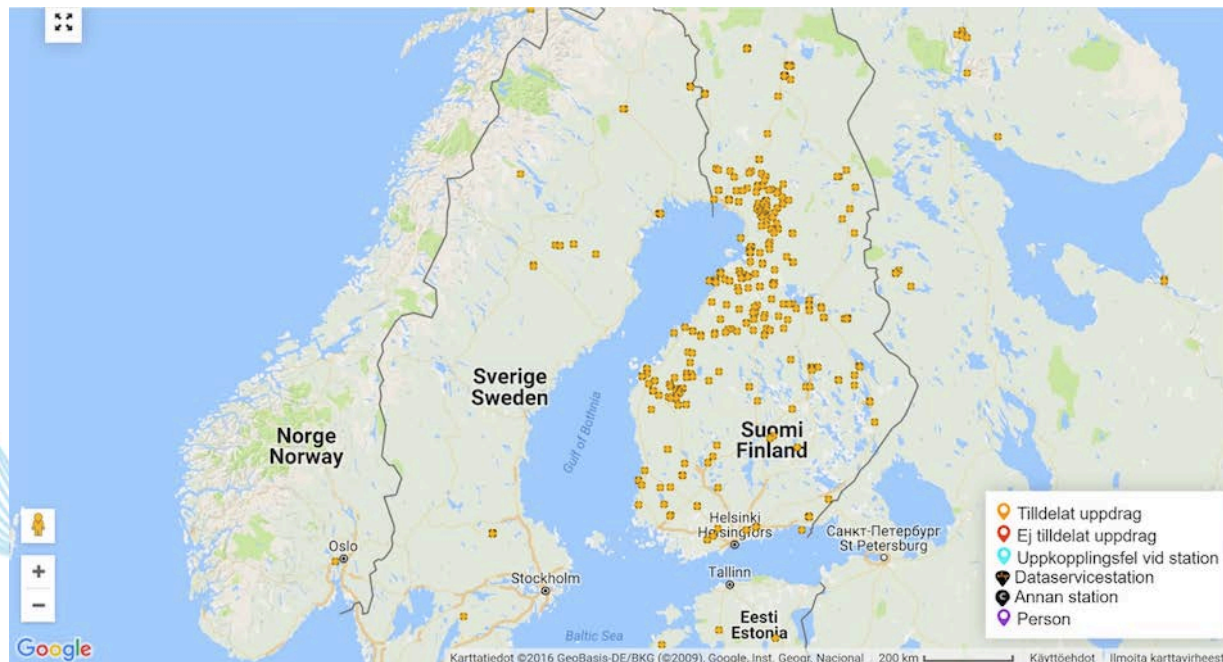 Norge
Norway
Sverige
Sweden
Gulf of Bothnia
Suomi
Finland
Oslo
Stockholm
Helsinki
Helsingfors
Tallinn
Санкт-Петербург
St Petersburg
Eesti
Estonia
Baltic Sea
Tilldelat uppdrag
Ej tilldelat uppdrag
Uppkopplingsfel vid station
Dataservicestation
C Annan station
Person
+
−
Google
Karttatiedot ©2016 GeoBasis-DE/BKG (©2009), Google, Inst. Geogr. Nacional 200 km Käyttöehdot Ilmoita karttavirheest